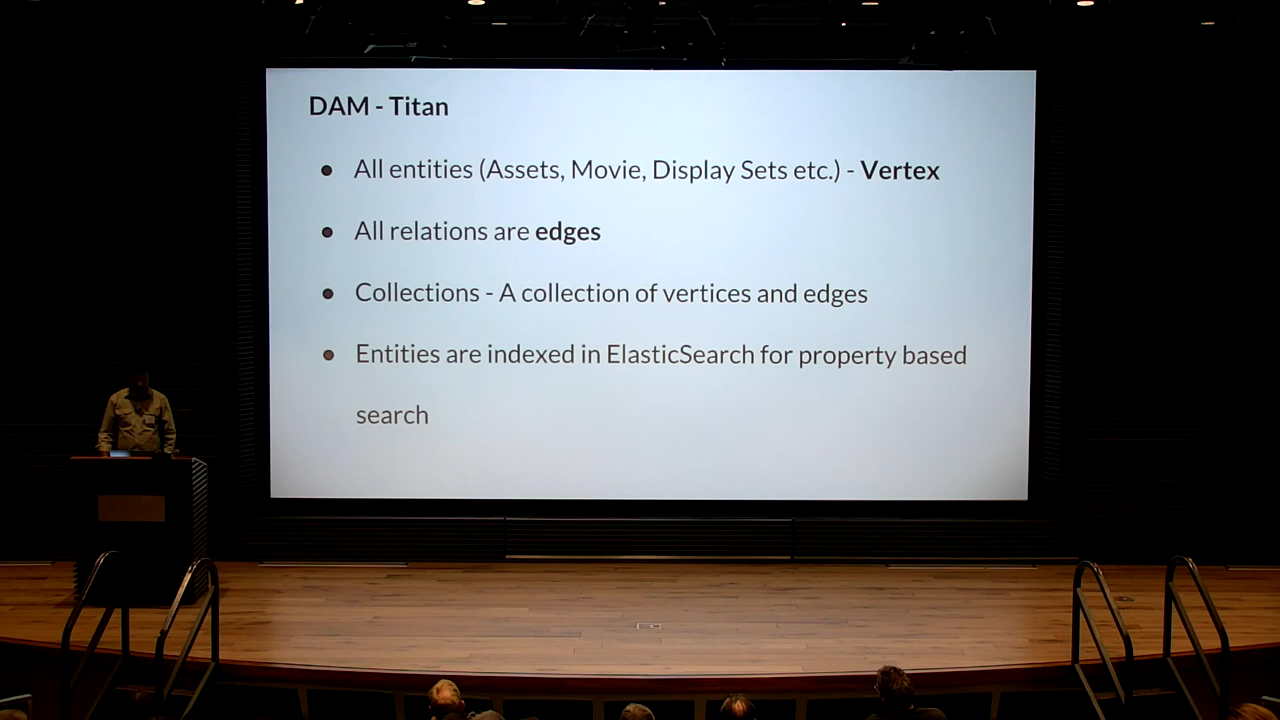 DAM - Titan
● All entities (Assets, Movie, Display Sets etc.) - Vertex
● All relations are edges
● Collections - A collection of vertices and edges
● Entities are indexed in ElasticSearch for property based
search